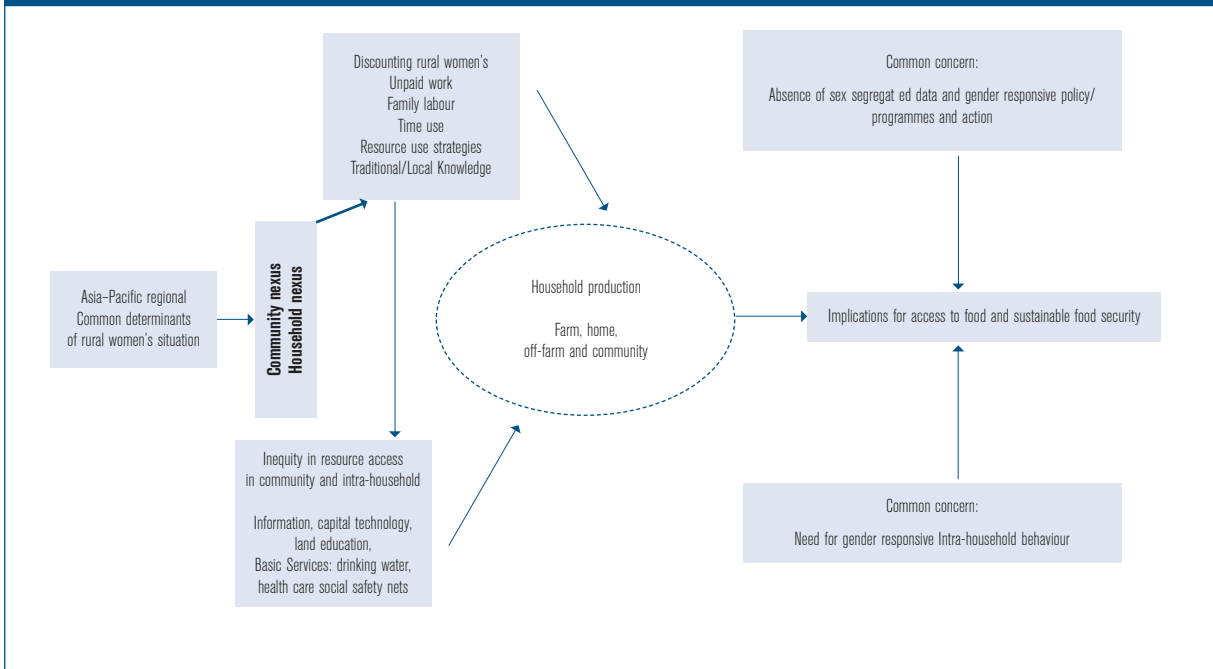 Asia–Pacific regional
Common determinants
of rural women's situation
Community nexus
Household nexus
Discounting rural women's
Unpaid work
Family labour
Time use
Resource use strategies
Traditional/Local Knowledge
Inequity in resource access
in community and intra-household
Information, capital technology,
land education,
Basic Services: drinking water,
health care social safety nets
Household production
Farm, home,
off-farm and community
Common concern:
Absence of sex segregat ed data and gender responsive policy/
programmes and action
Implications for access to food and sustainable food security
Common concern:
Need for gender responsive Intra-household behaviour